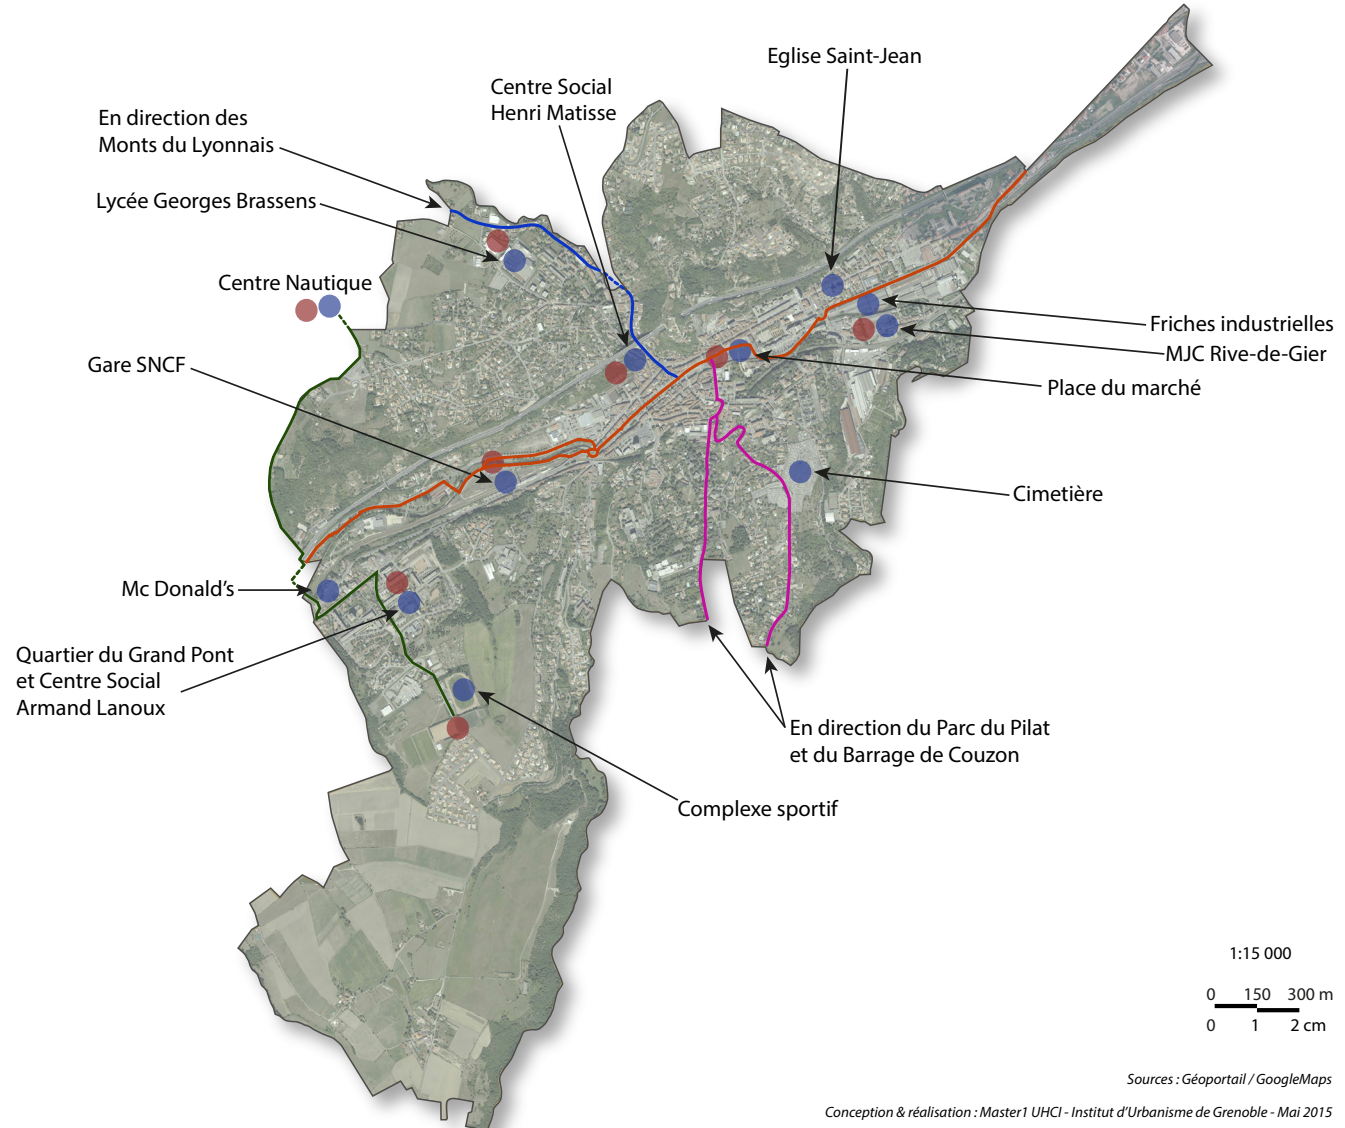 Eglise Saint-Jean
Centre Social
Henri Matisse
En direction des
Monts du Lyonnais
Lycée Georges Brassens
Centre Nautique
Friches industrielles
MJC Rive-de-Gier
Gare SNCF
Place du marché
Cimetière
Mc Donald's
Quartier du Grand Pont
et Centre Social
Armand Lanoux
En direction du Parc du Pilat
et du Barrage de Couzon
Complexe sportif
1:15 000
0 150 300 m
0 1 2 cm
Sources : Géoportail / GoogleMaps
Conception & réalisation : Master1 UHCI - Institut d'Urbanisme de Grenoble - Mai 2015